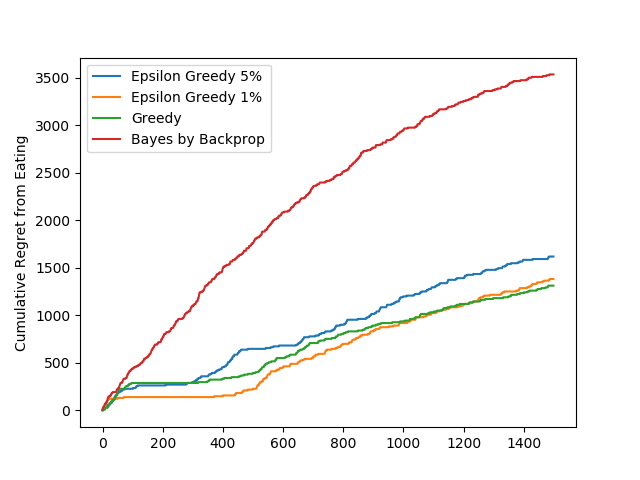 Epsilon Greedy 5%
Epsilon Greedy 1%
Greedy
Bayes by Backprop
Cumulative Regret from Eating
3500
3000
2500
2000
1500
1000
500
0
0 200 400 600 800 1000 1200 1400